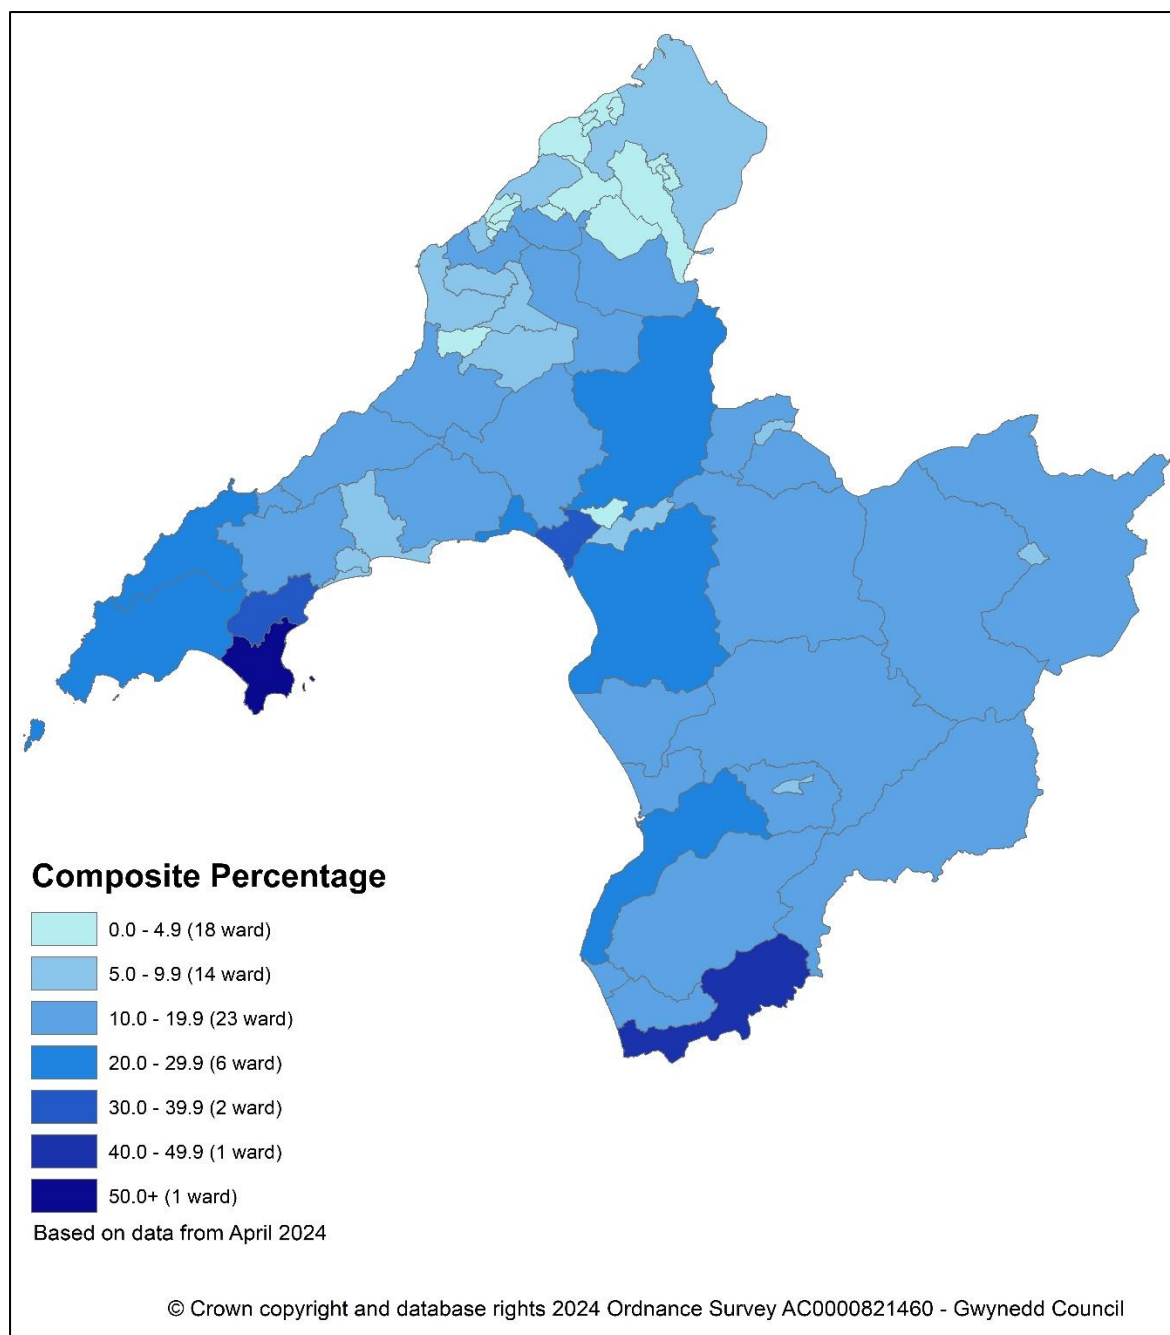 Composite Percentage
0.0 - 4.9 (18 ward)
5.0 - 9.9 (14 ward)
10.0 - 19.9 (23 ward)
20.0 - 29.9 (6 ward)
30.0 - 39.9 (2 ward)
40.0 - 49.9 (1 ward)
50.0+ (1 ward)
Based on data from April 2024
© Crown copyright and database rights 2024 Ordnance Survey AC0000821460 - Gwynedd Council